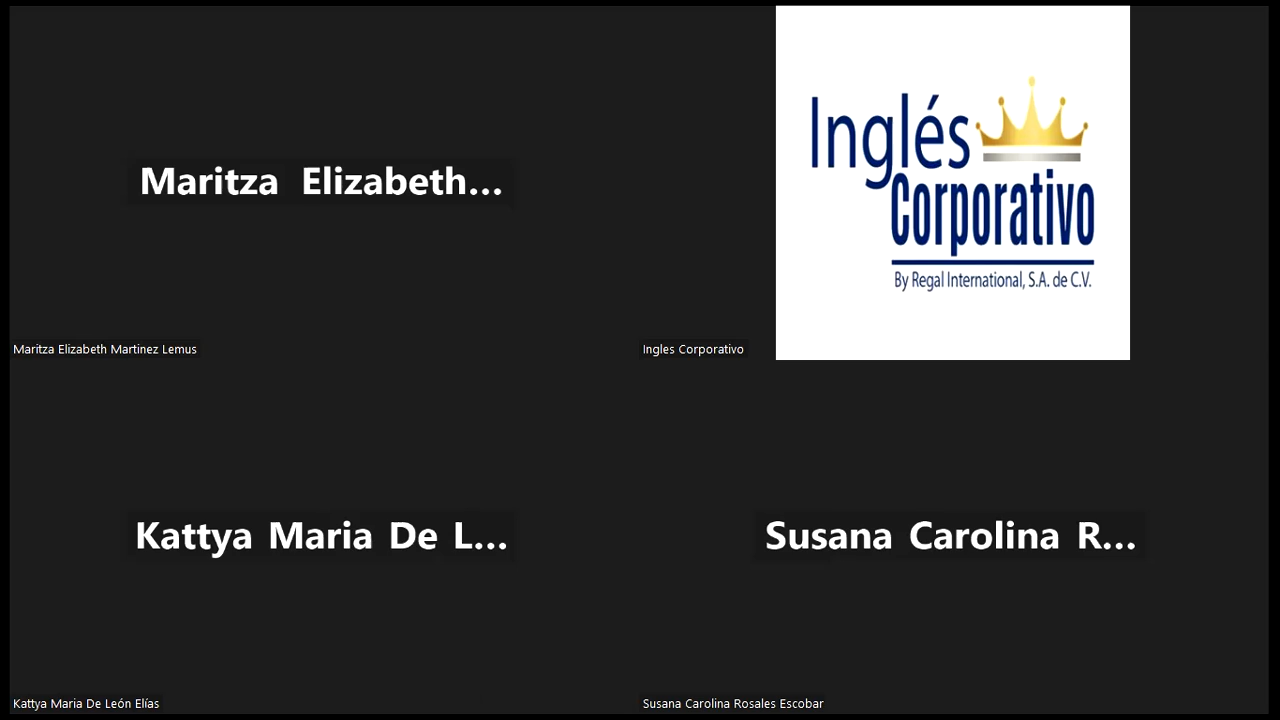 Maritza Elizabeth...
Maritza Elizabeth Martinez Lemus
Inglés
Corporativo
By Regal International, S.A. de C.V.
Ingles Corporativo
Kattya Maria De L...
Kattya Maria De León Elías
Susana Carolina R...
Susana Carolina Rosales Escobar